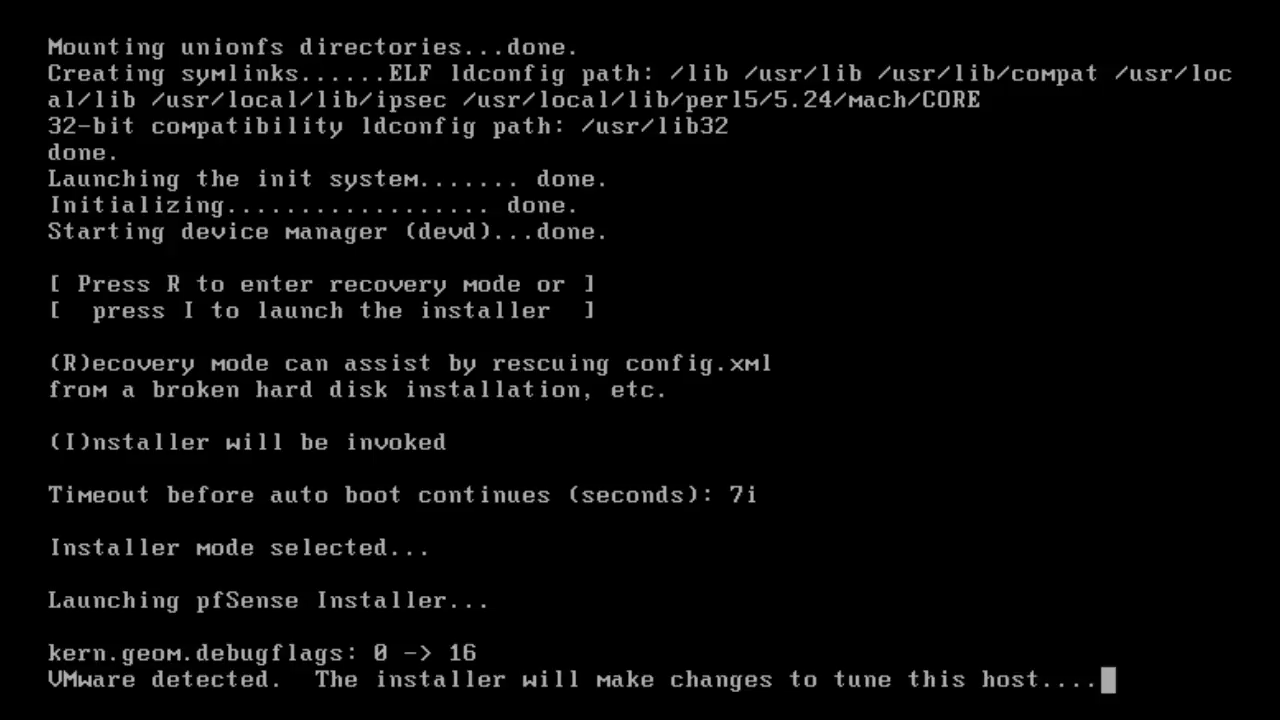 Mounting unionfs directories...done.
Creating symlinks......ELF ldconfig path: /lib /usr/lib /usr/lib/compat /usr/loc
al/lib /usr/local/lib/ipsec /usr/local/lib/perl5/5.24/mach/CORE
32-bit compatibility ldconfig path: /usr/lib32
done.
Launching the init system....... done.
Initializing.................. done.
Starting device manager (devd)...done.
[ Press R to enter recovery mode or ]
[  press I to launch the installer  ]
(R)ecovery mode can assist by rescuing config.xml
from a broken hard disk installation, etc.
(I)nstaller will be invoked
Timeout before auto boot continues (seconds): 7i
Installer mode selected...
Launching pfSense Installer...
kern.geom.debugflags: 0 -> 16
VMware detected.  The installer will make changes to tune this host....